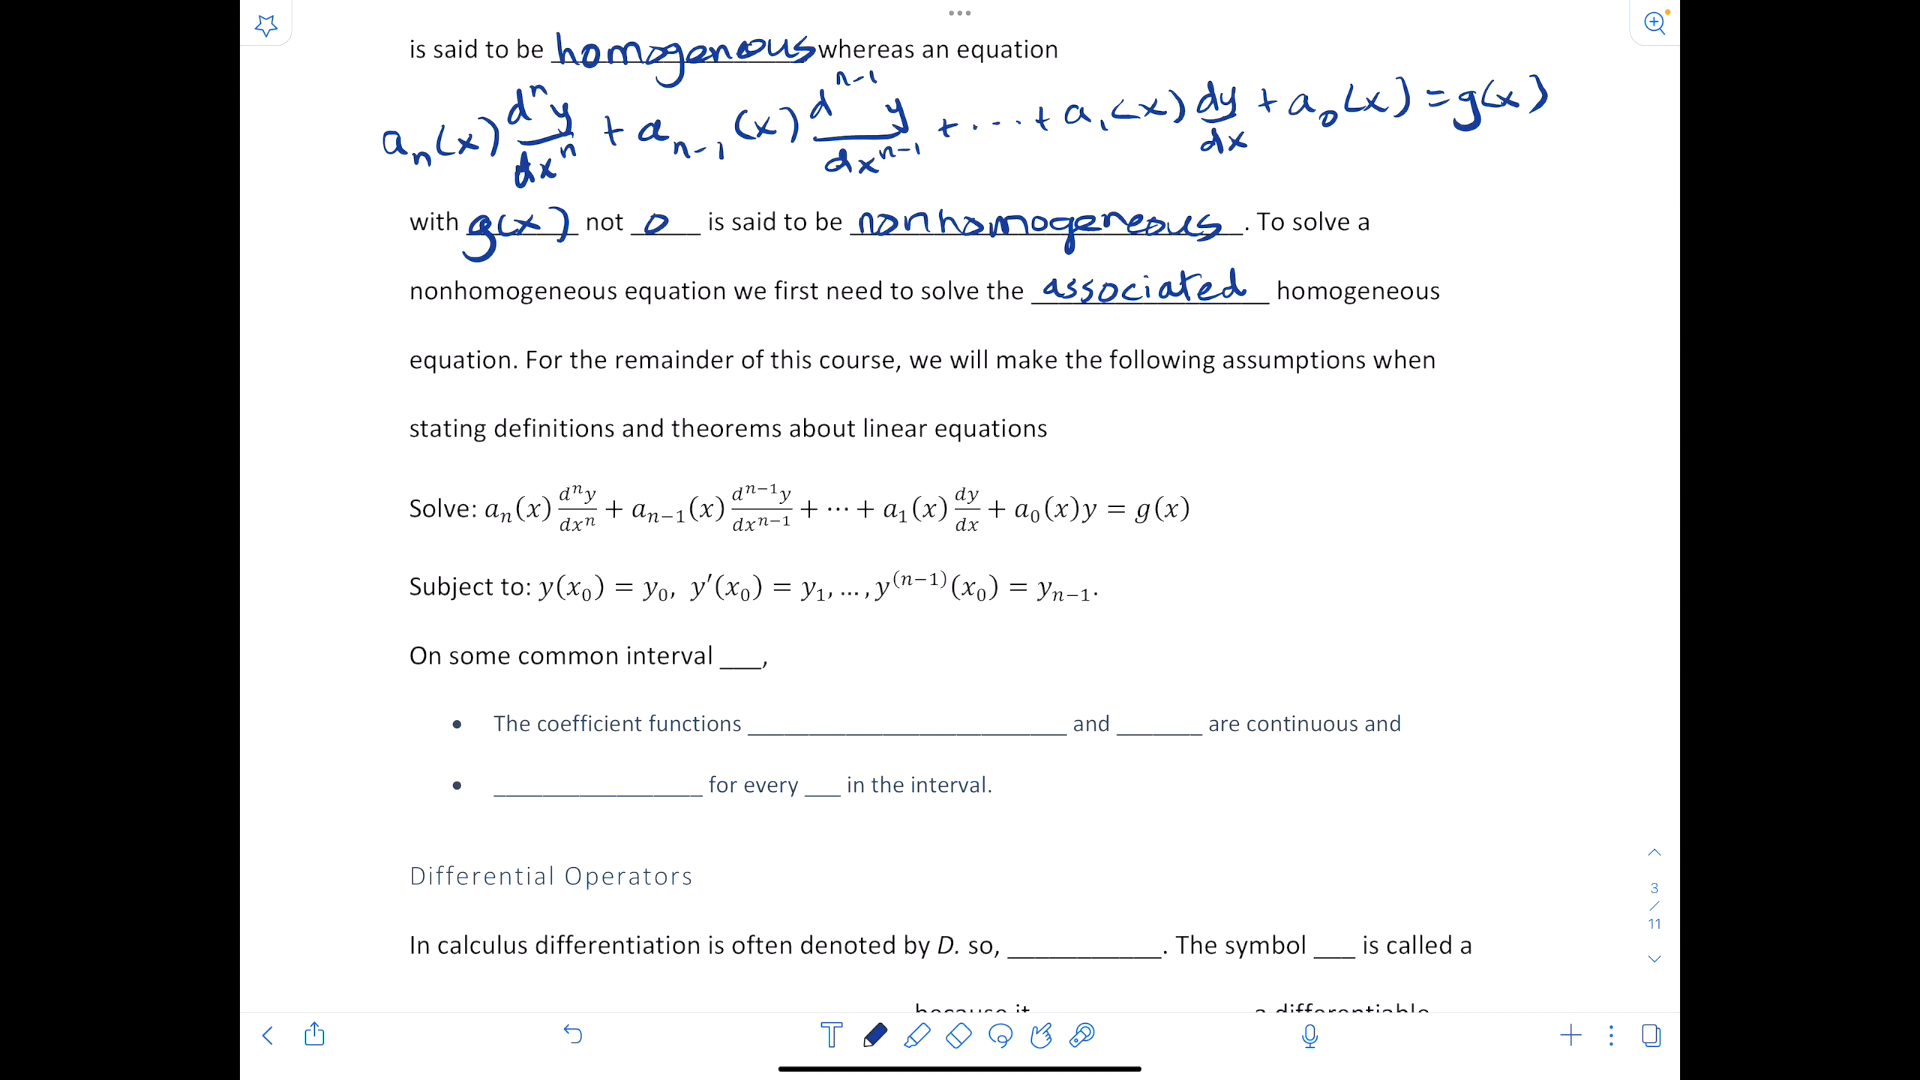 is said to be homogenous whereas an equation
aₙ(x) dⁿy/dxⁿ + aₙ₋₁(x) dⁿ⁻¹y/dxⁿ⁻¹ + ... + a₁(x) dy/dx + a₀(x) = g(x)
with g(x) not 0 is said to be nonhomogeneous. To solve a
nonhomogeneous equation we first need to solve the associated homogeneous
equation. For the remainder of this course, we will make the following assumptions when
stating definitions and theorems about linear equations
Solve: aₙ(x) dⁿy/dxⁿ + aₙ₋₁(x) dⁿ⁻¹y/dxⁿ⁻¹ + ⋯ + a₁(x) dy/dx + a₀(x)y = g(x)
Subject to: y(x₀) = y₀, y′(x₀) = y₁, … , y⁽ⁿ⁻¹⁾(x₀) = yₙ₋₁.
On some common interval ___,
• The coefficient functions __________________________ and _______ are continuous and
• _________________ for every ___ in the interval.
Differential Operators
In calculus differentiation is often denoted by D. so, ___________. The symbol ___ is called a
because it a differentiable
3
/
11